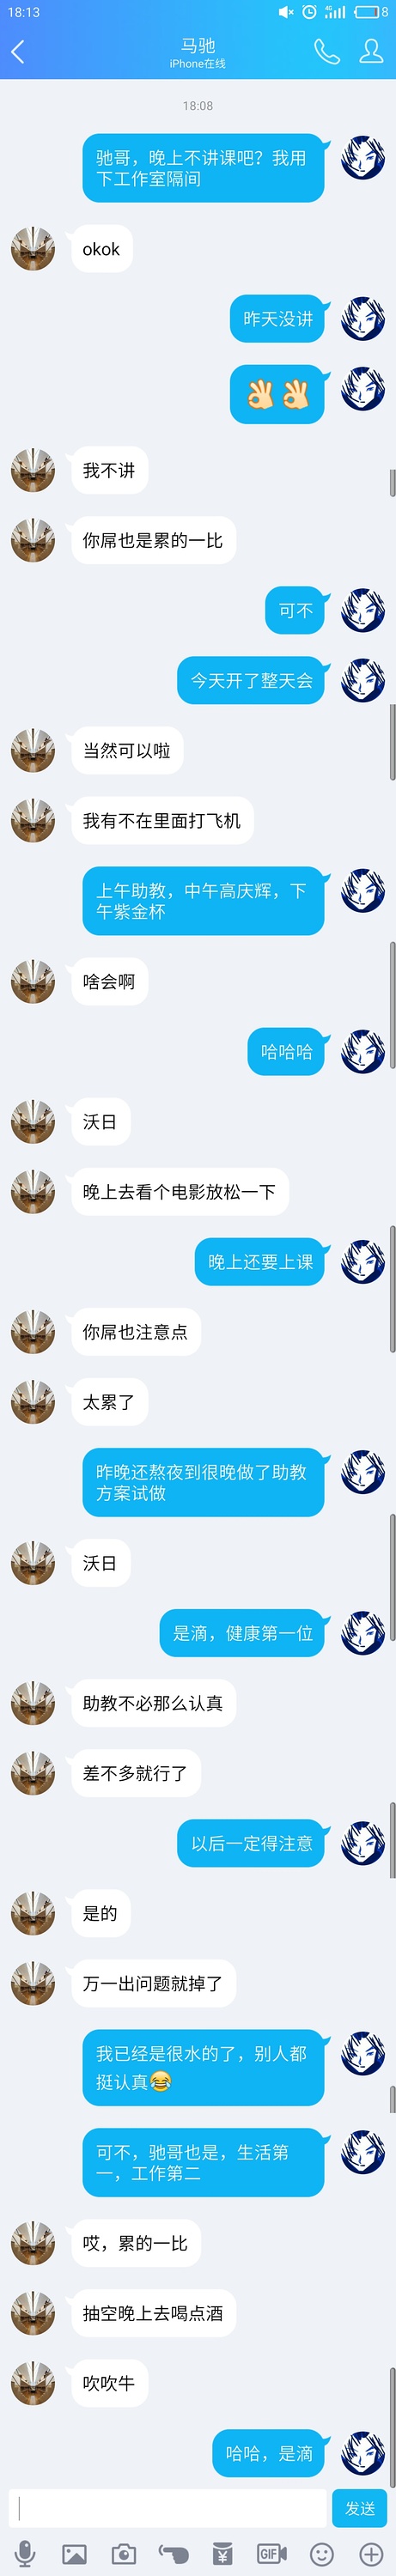 18:13
4G
8
马驰
iPhone在线
18:08
驰哥，晚上不讲课吧？我用
下工作室隔间
okok
昨天没讲
👌👌
我不讲
你屌也是累的一比
可不
今天开了整天会
当然可以啦
我有不在里面打飞机
上午助教，中午高庆辉，下
午紫金杯
啥会啊
哈哈哈
沃日
晚上去看个电影放松一下
晚上还要上课
你屌也注意点
太累了
昨晚还熬夜到很晚做了助教
方案试做
沃日
是滴，健康第一位
助教不必那么认真
差不多就行了
以后一定得注意
是的
万一出问题就掉了
我已经是很水的了，别人都
挺认真😂
可不，驰哥也是，生活第
一，工作第二
哎，累的一比
抽空晚上去喝点酒
吹吹牛
哈哈，是滴
发送
GIF